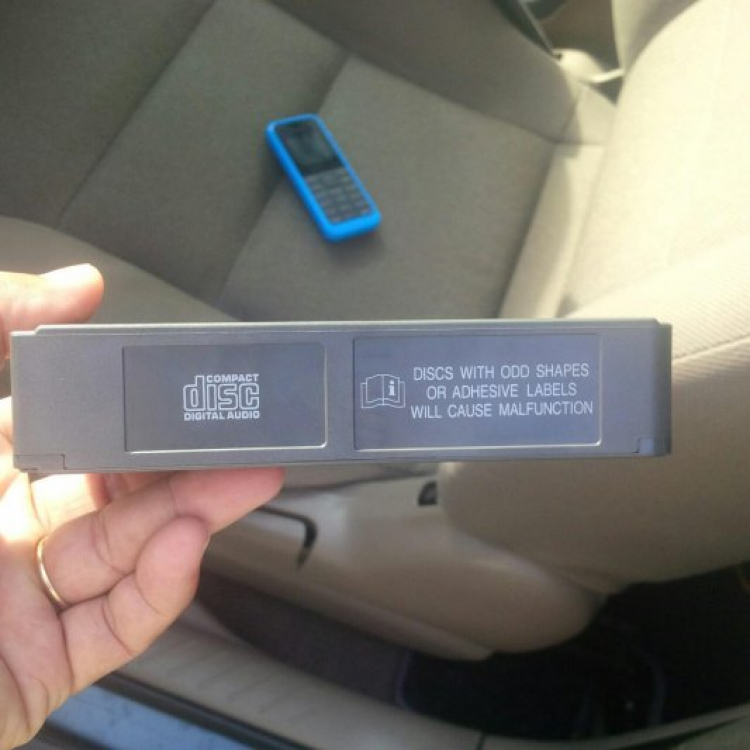 COMPACT
disc
DIGITAL AUDIO
i
DISCS WITH ODD SHAPES
OR ADHESIVE LABELS
WILL CAUSE MALFUNCTION